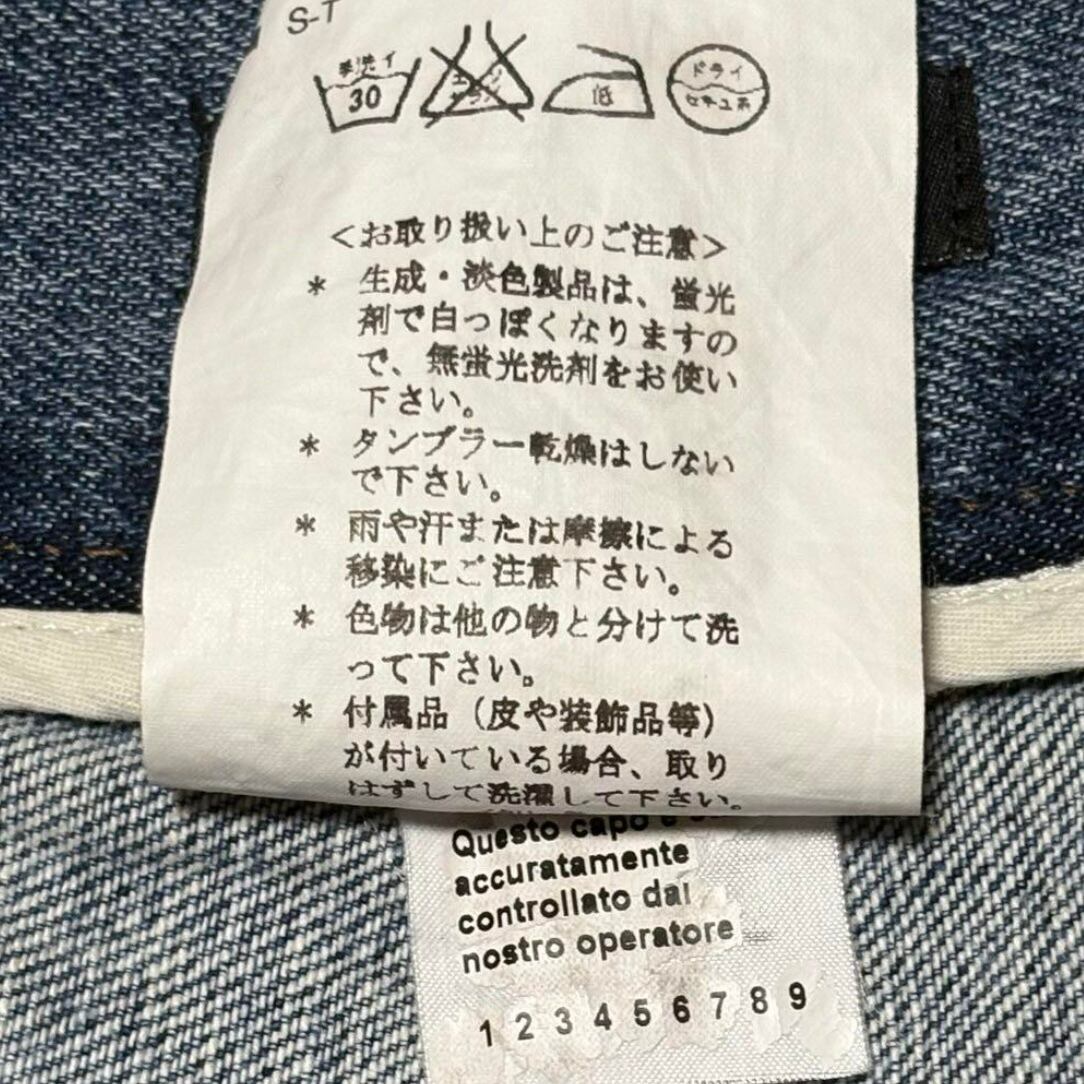 S-T
手洗イ
30
エンソ
サラシ
低
ドライ
セキユ系
<お取り扱い上のご注意>
* 生成・淡色製品は、蛍光
剤で白っぽくなりますの
で、無蛍光洗剤をお使い
下さい。
* タンブラー乾燥はしない
で下さい。
* 雨や汗または摩擦による
移染にご注意下さい。
* 色物は他の物と分けて洗
って下さい。
* 付属品（皮や装飾品等）
が付いている場合、取り
はずして洗濯して下さい。
Questo capo è
accuratamente
controllato dal
nostro operatore
1 2 3 4 5 6 7 8 9